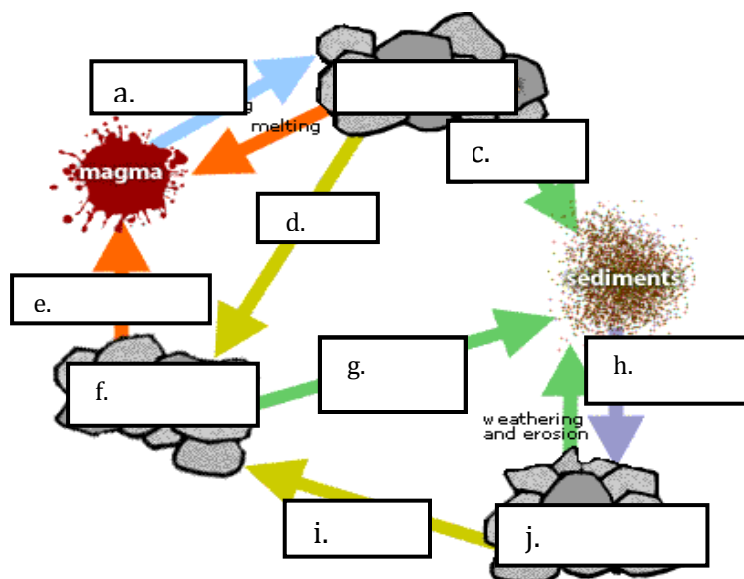 a.
melting
magma
c.
d.
sediments
e.
f.
g.
h.
weathering
and erosion
i.
j.